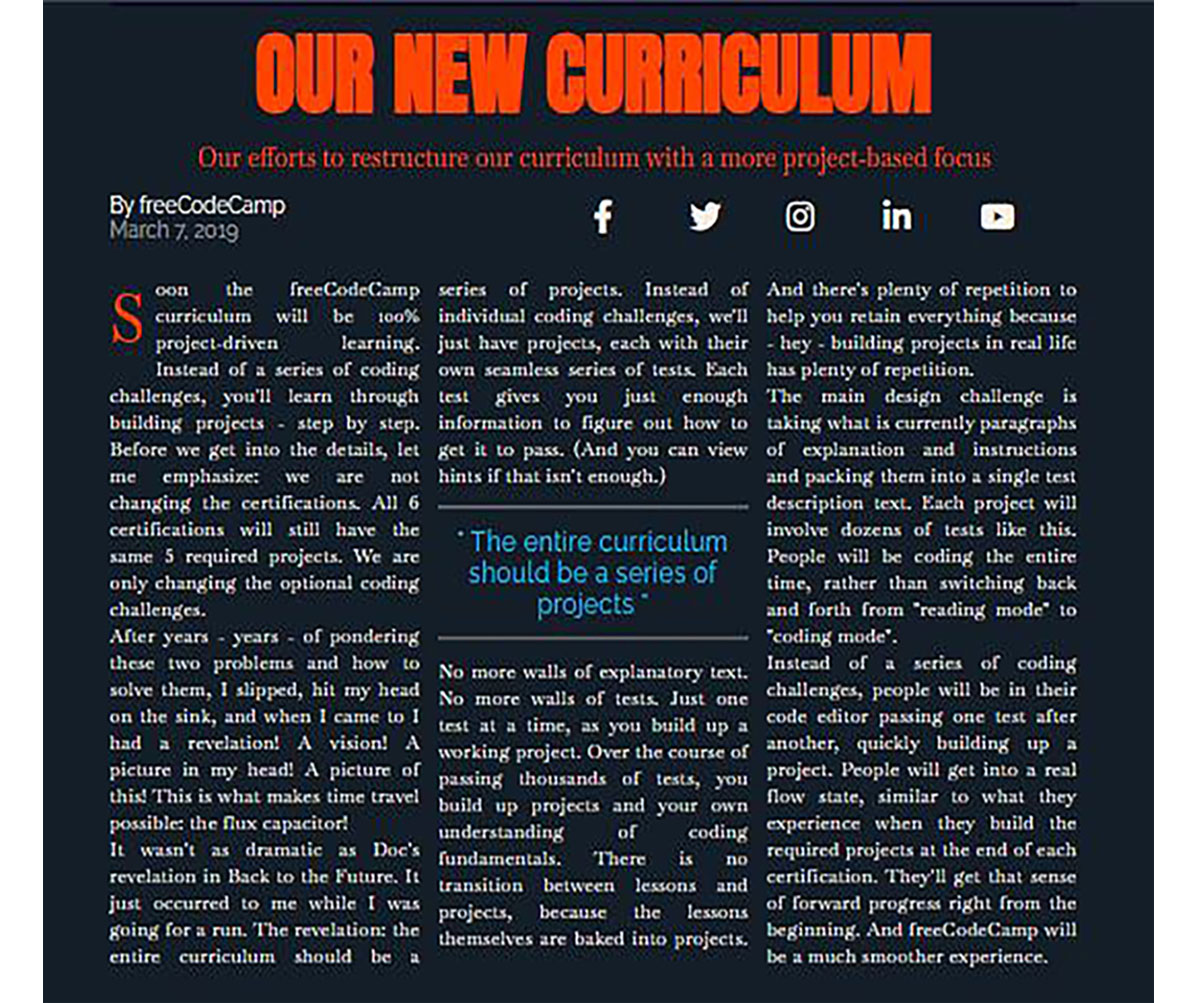 OUR NEW CURRICULUM
Our efforts to restructure our curriculum with a more project-based focus
By freeCodeCamp
March 7, 2019
Soon the freeCodeCamp
curriculum will be 100%
project-driven learning.
Instead of a series of coding
challenges, you'll learn through
building projects - step by step.
Before we get into the details, let
me emphasize: we are not
changing the certifications. All 6
certifications will still have the
same 5 required projects. We are
only changing the optional coding
challenges.
After years - years - of pondering
these two problems and how to
solve them, I slipped, hit my head
on the sink, and when I came to I
had a revelation! A vision! A
picture in my head! A picture of
this! This is what makes time travel
possible: the flux capacitor!
It wasn't as dramatic as Doc's
revelation in Back to the Future. It
just occurred to me while I was
going for a run. The revelation: the
entire curriculum should be a
series of projects. Instead of
individual coding challenges, we'll
just have projects, each with their
own seamless series of tests. Each
test gives you just enough
information to figure out how to
get it to pass. (And you can view
hints if that isn't enough.)
" The entire curriculum
should be a series of
projects "
No more walls of explanatory text.
No more walls of tests. Just one
test at a time, as you build up a
working project. Over the course of
passing thousands of tests, you
build up projects and your own
understanding of coding
fundamentals. There is no
transition between lessons and
projects, because the lessons
themselves are baked into projects.
And there's plenty of repetition to
help you retain everything because
- hey - building projects in real life
has plenty of repetition.
The main design challenge is
taking what is currently paragraphs
of explanation and instructions
and packing them into a single test
description text. Each project will
involve dozens of tests like this.
People will be coding the entire
time, rather than switching back
and forth from "reading mode" to
"coding mode".
Instead of a series of coding
challenges, people will be in their
code editor passing one test after
another, quickly building up a
project. People will get into a real
flow state, similar to what they
experience when they build the
required projects at the end of each
certification. They'll get that sense
of forward progress right from the
beginning. And freeCodeCamp will
be a much smoother experience.